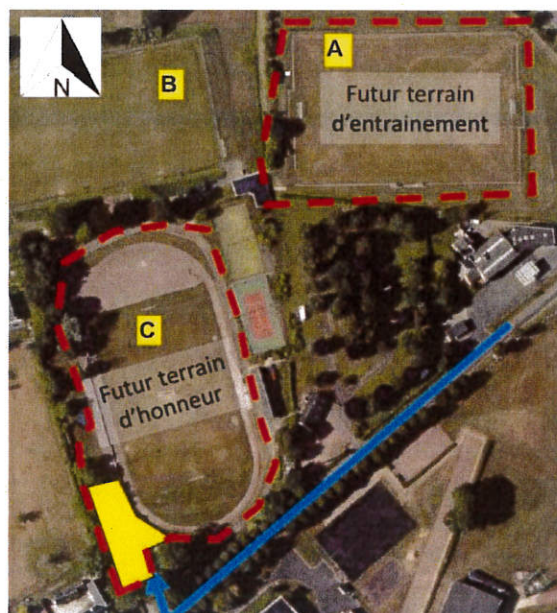 N
A
Futur terrain
d'entrainement
B
C
Futur terrain
d'honneur